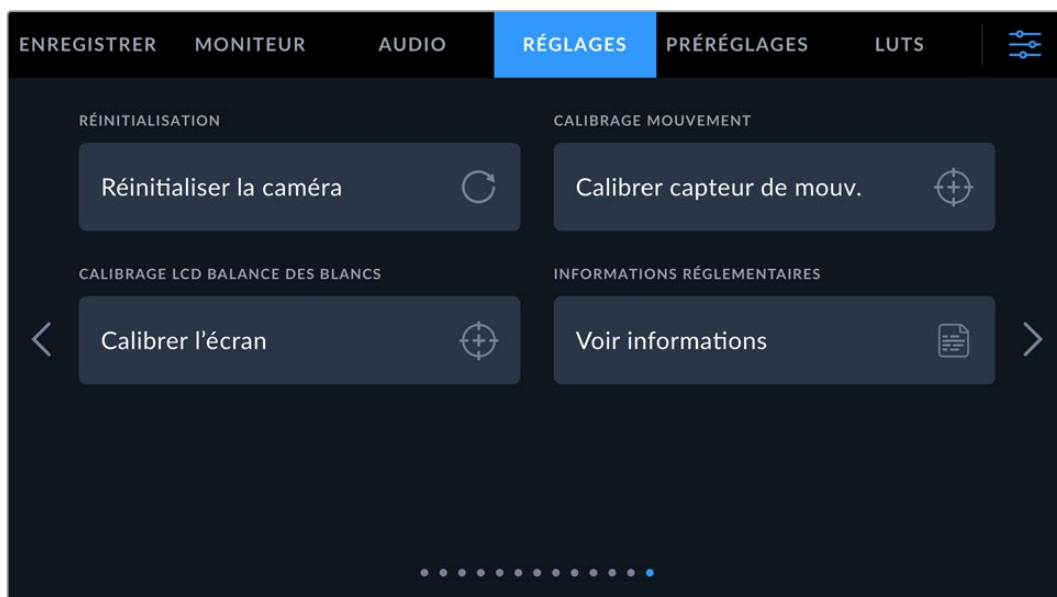 ENREGISTRER MONITEUR AUDIO RÉGLAGES PRÉRÉGLAGES LUTS
RÉINITIALISATION
Réinitialiser la caméra
CALIBRAGE MOUVEMENT
Calibrer capteur de mouv.
CALIBRAGE LCD BALANCE DES BLANCS
Calibrer l’écran
INFORMATIONS RÉGLEMENTAIRES
Voir informations